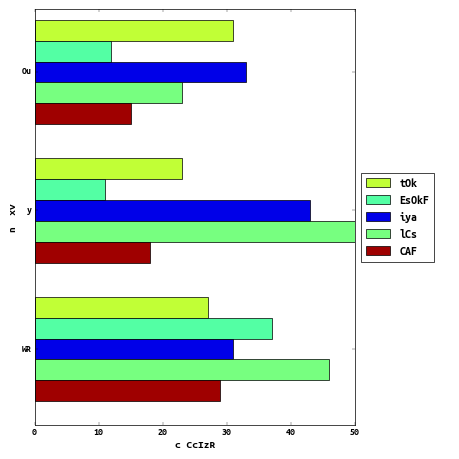 Ou
y
WR
n xv
0 10 20 30 40 50
c CcIzR
tOk
EsOkF
iya
lCs
CAF